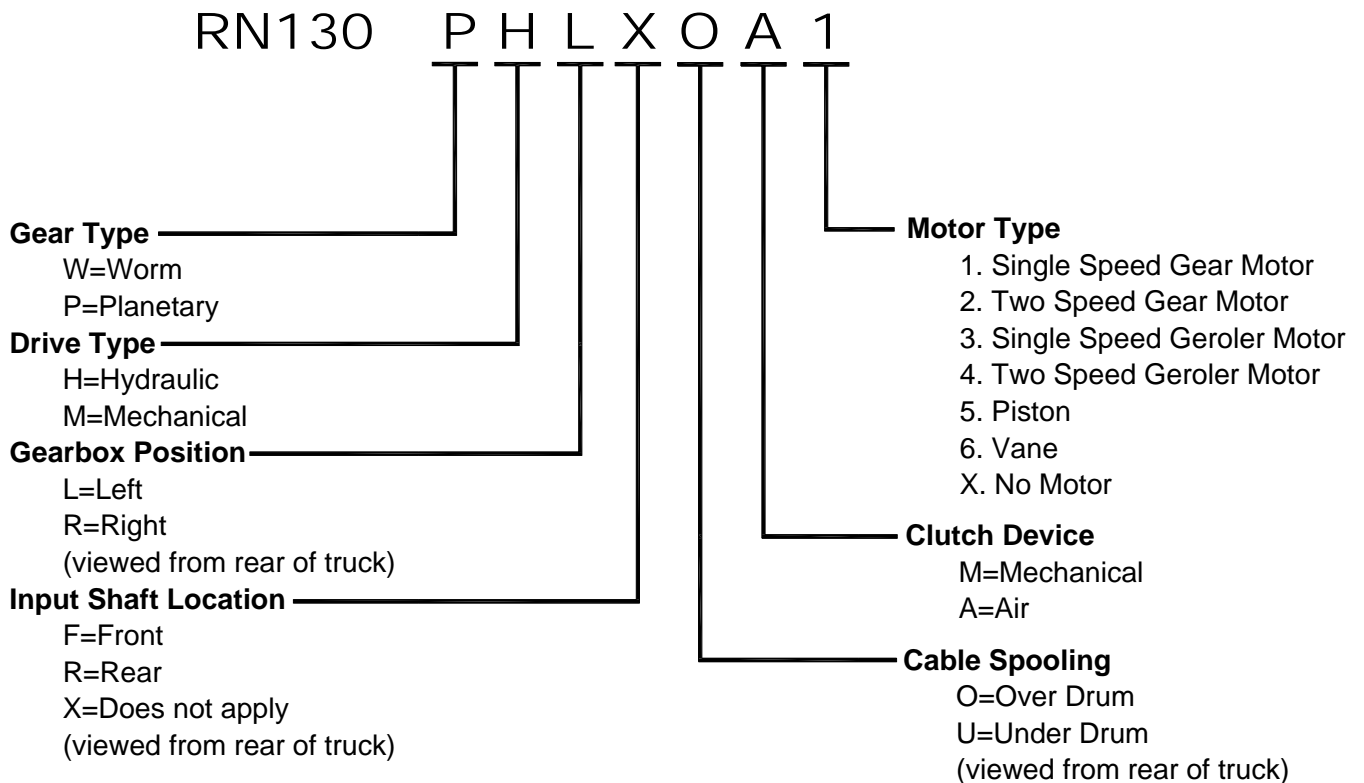 RN130 P H L X O A 1
Gear Type
W=Worm
P=Planetary
Drive Type
H=Hydraulic
M=Mechanical
Gearbox Position
L=Left
R=Right
(viewed from rear of truck)
Input Shaft Location
F=Front
R=Rear
X=Does not apply
(viewed from rear of truck)
Motor Type
1. Single Speed Gear Motor
2. Two Speed Gear Motor
3. Single Speed Geroler Motor
4. Two Speed Geroler Motor
5. Piston
6. Vane
X. No Motor
Clutch Device
M=Mechanical
A=Air
Cable Spooling
O=Over Drum
U=Under Drum
(viewed from rear of truck)